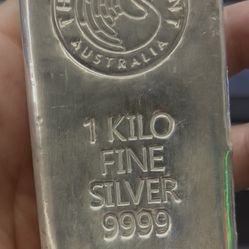 AUSTRALIA
1 KILO
FINE
SILVER
9999